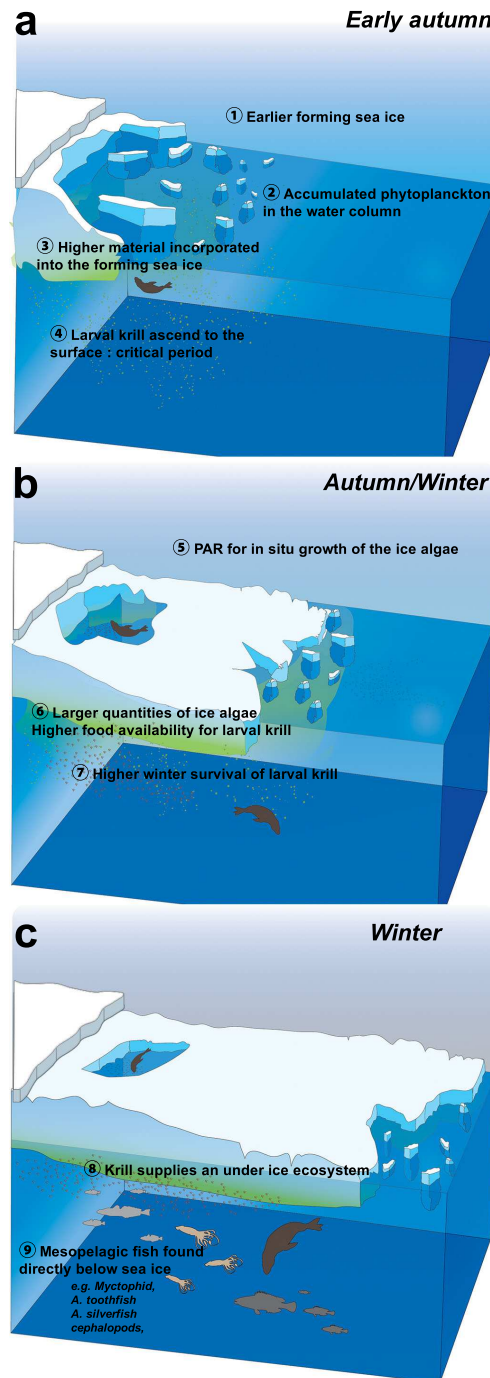 a
Early autumn
① Earlier forming sea ice
② Accumulated phytoplanckton
in the water column
③ Higher material incorporated
into the forming sea ice
④ Larval krill ascend to the
surface : critical period
b
Autumn/Winter
⑤ PAR for in situ growth of the ice algae
⑥ Larger quantities of ice algae
Higher food availability for larval krill
⑦ Higher winter survival of larval krill
c
Winter
⑧ Krill supplies an under ice ecosystem
⑨ Mesopelagic fish found
directly below sea ice
e.g. Myctophid,
A. toothfish
A. silverfish
cephalopods,